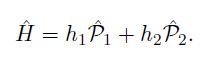 Ĥ = h₁𝒫̂₁ + h₂𝒫̂₂.